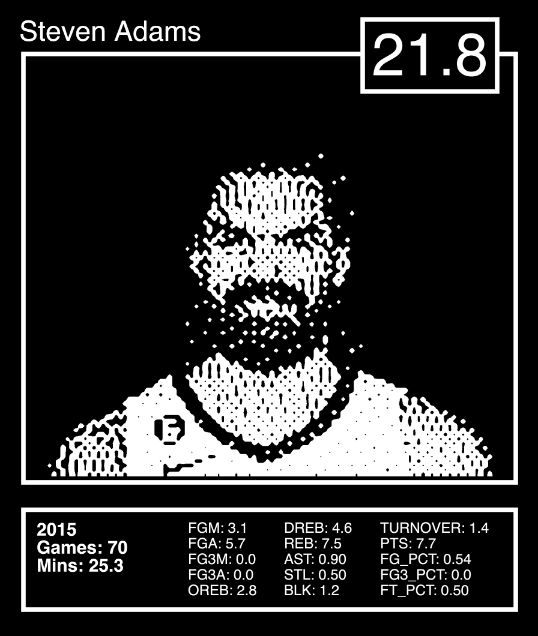 Steven Adams
21.8
2015
Games: 70
Mins: 25.3
FGM: 3.1
FGA: 5.7
FG3M: 0.0
FG3A: 0.0
OREB: 2.8
DREB: 4.6
REB: 7.5
AST: 0.90
STL: 0.50
BLK: 1.2
TURNOVER: 1.4
PTS: 7.7
FG_PCT: 0.54
FG3_PCT: 0.0
FT_PCT: 0.50